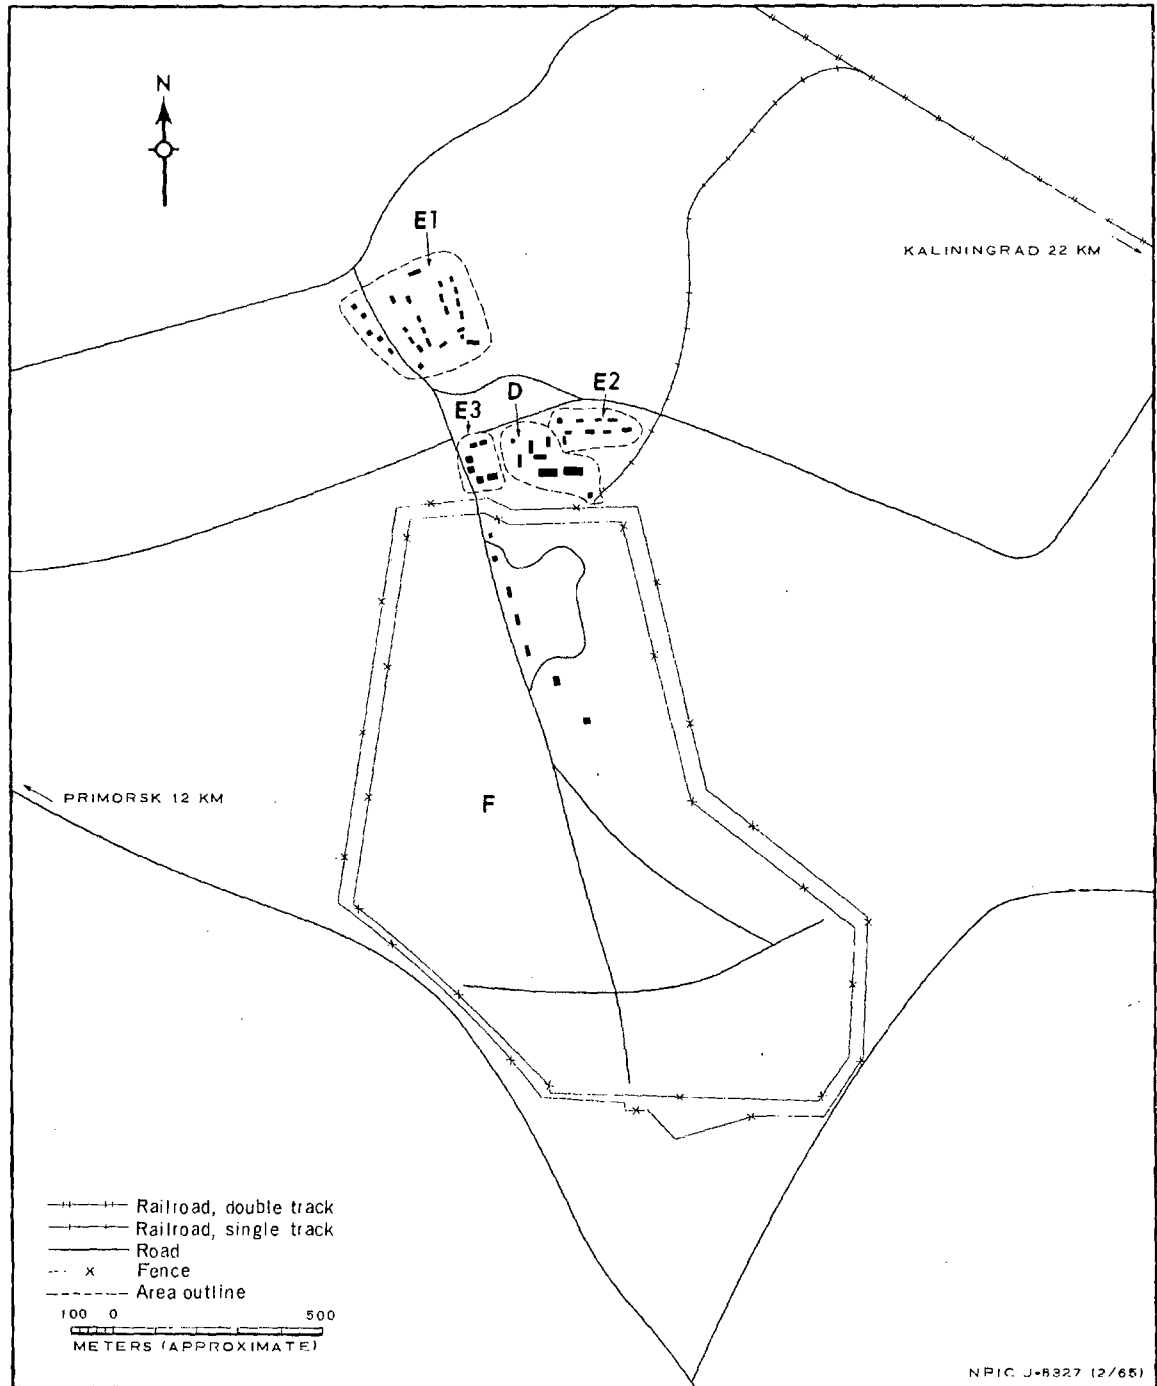 N
E1
KALININGRAD 22 KM
E2
D
E3
PRIMORSK 12 KM
F
Railroad, double track
Railroad, single track
Road
Fence
Area outline
100 0 500
METERS (APPROXIMATE)
NPIC J-8327 (2/65)